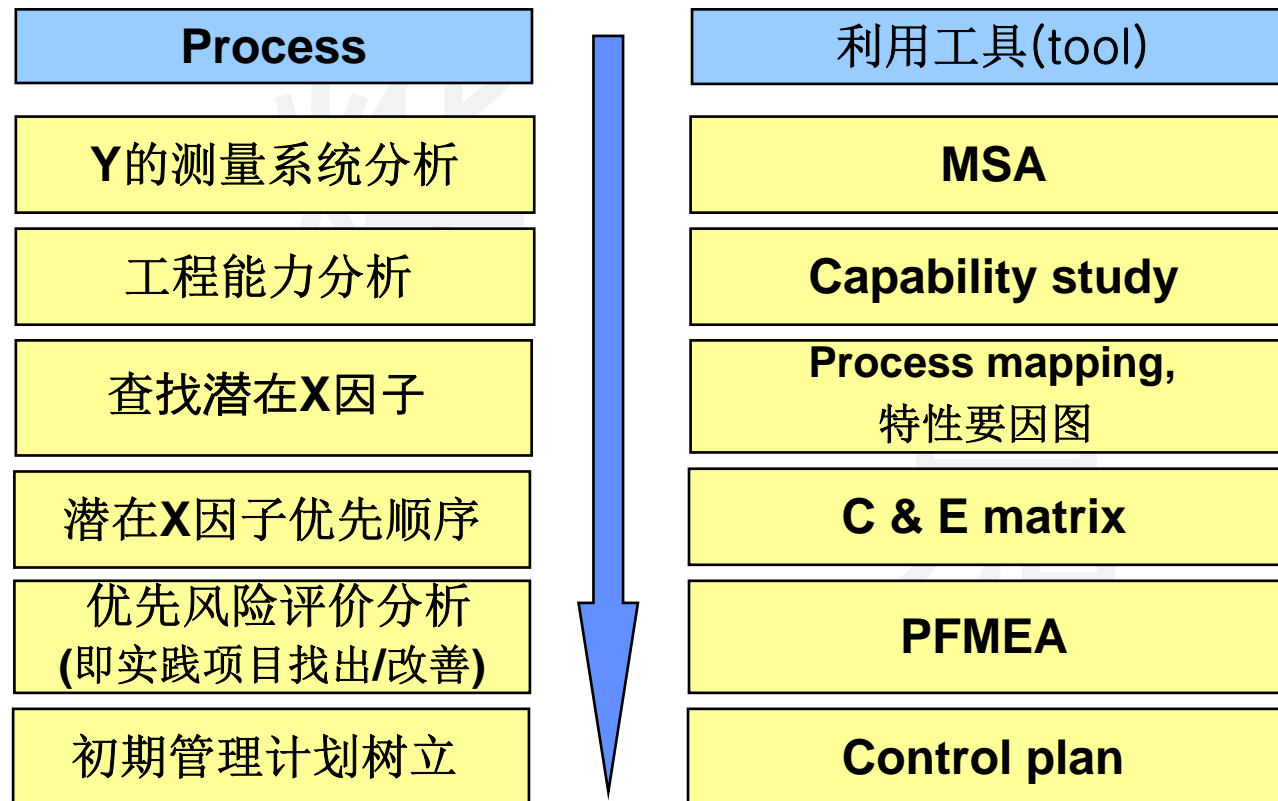 Process
利用工具(tool)
Y的测量系统分析
MSA
工程能力分析
Capability study
查找潜在X因子
Process mapping,
特性要因图
潜在X因子优先顺序
C & E matrix
优先风险评价分析
(即实践项目找出/改善)
PFMEA
初期管理计划树立
Control plan